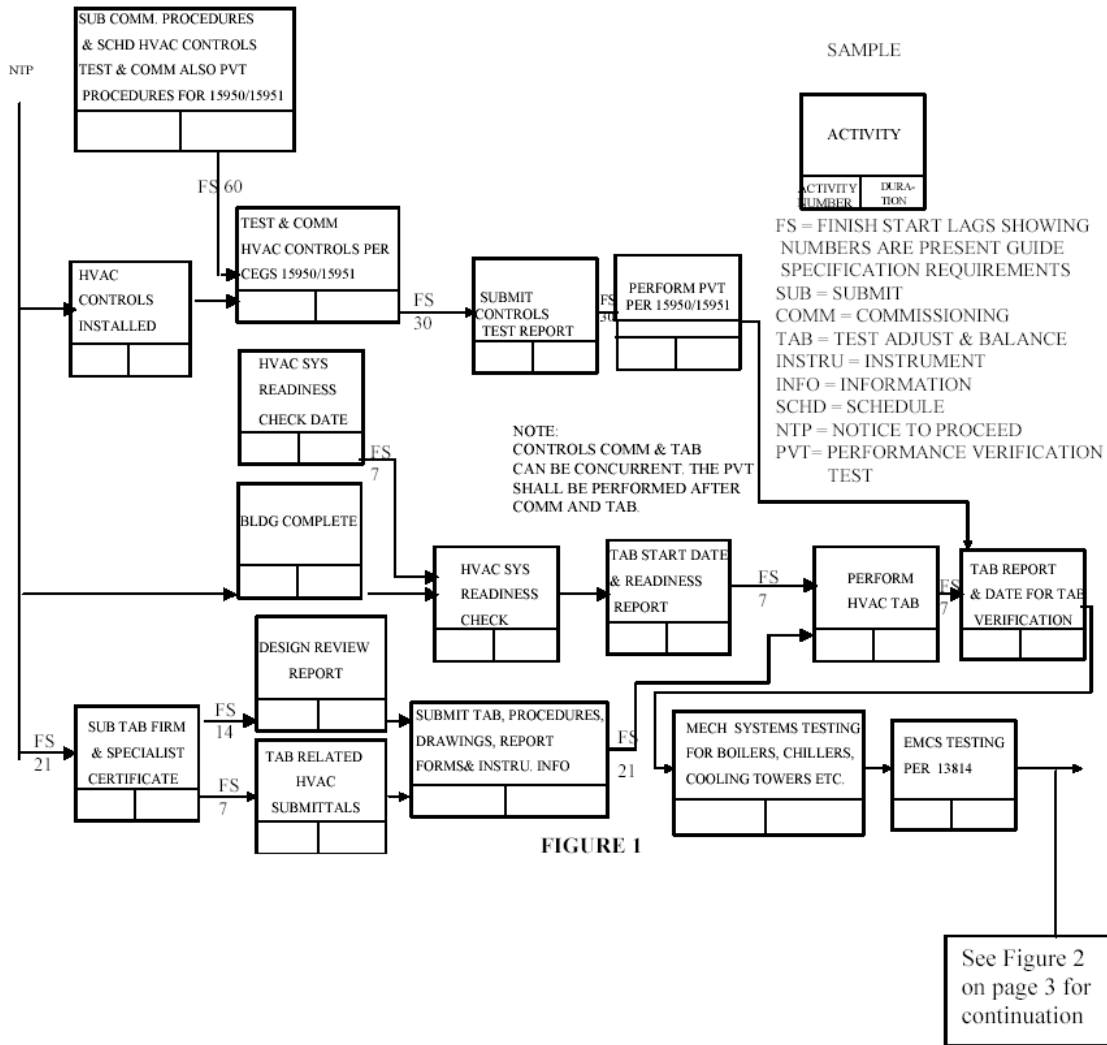 SUB COMM. PROCEDURES
& SCHD HVAC CONTROLS
TEST & COMM ALSO PVT
PROCEDURES FOR 15950/15951
NTP
SAMPLE
ACTIVITY
ACTIVITY
NUMBER
DURA-
TION
FS 60
TEST & COMM
HVAC CONTROLS PER
CEGS 15950/15951
HVAC
CONTROLS
INSTALLED
FS
30
SUBMIT
CONTROLS
TEST REPORT
FS
30
PERFORM PVT
PER 15950/15951
FS = FINISH START LAGS SHOWING
NUMBERS ARE PRESENT GUIDE
SPECIFICATION REQUIREMENTS
SUB = SUBMIT
COMM = COMMISSIONING
TAB = TEST ADJUST & BALANCE
INSTRU = INSTRUMENT
INFO = INFORMATION
SCHD = SCHEDULE
NTP = NOTICE TO PROCEED
PVT= PERFORMANCE VERIFICATION
TEST
HVAC SYS
READINESS
CHECK DATE
FS
7
NOTE:
CONTROLS COMM & TAB
CAN BE CONCURRENT. THE PVT
SHALL BE PERFORMED AFTER
COMM AND TAB.
BLDG COMPLETE
HVAC SYS
READINESS
CHECK
TAB START DATE
& READINESS
REPORT
FS
7
PERFORM
HVAC TAB
FS
7
TAB REPORT
& DATE FOR TAB
VERIFICATION
DESIGN REVIEW
REPORT
FS
21
SUB TAB FIRM
& SPECIALIST
CERTIFICATE
FS
14
FS
7
TAB RELATED
HVAC
SUBMITTALS
SUBMIT TAB, PROCEDURES,
DRAWINGS, REPORT
FORMS& INSTRU. INFO
FS
21
MECH SYSTEMS TESTING
FOR BOILERS, CHILLERS,
COOLING TOWERS ETC.
EMCS TESTING
PER 13814
FIGURE 1
See Figure 2
on page 3 for
continuation